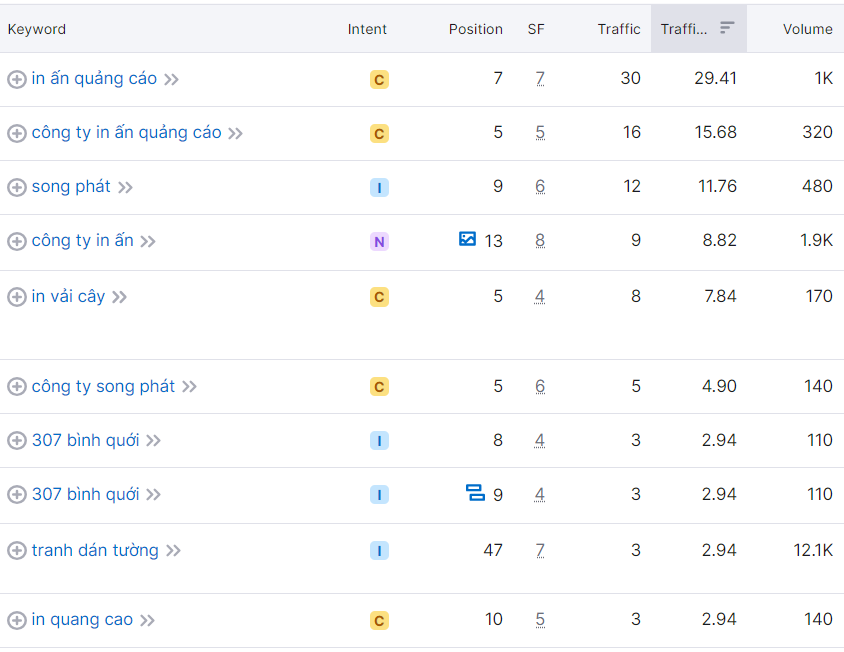 Keyword Intent Position SF Traffic Traffi... Volume
in ấn quảng cáo C 7 7 30 29.41 1K
công ty in ấn quảng cáo C 5 5 16 15.68 320
song phát I 9 6 12 11.76 480
công ty in ấn N 13 8 9 8.82 1.9K
in vải cây C 5 4 8 7.84 170
công ty song phát C 5 6 5 4.90 140
307 bình quới I 8 4 3 2.94 110
307 bình quới I 9 4 3 2.94 110
tranh dán tường I 47 7 3 2.94 12.1K
in quang cao C 10 5 3 2.94 140